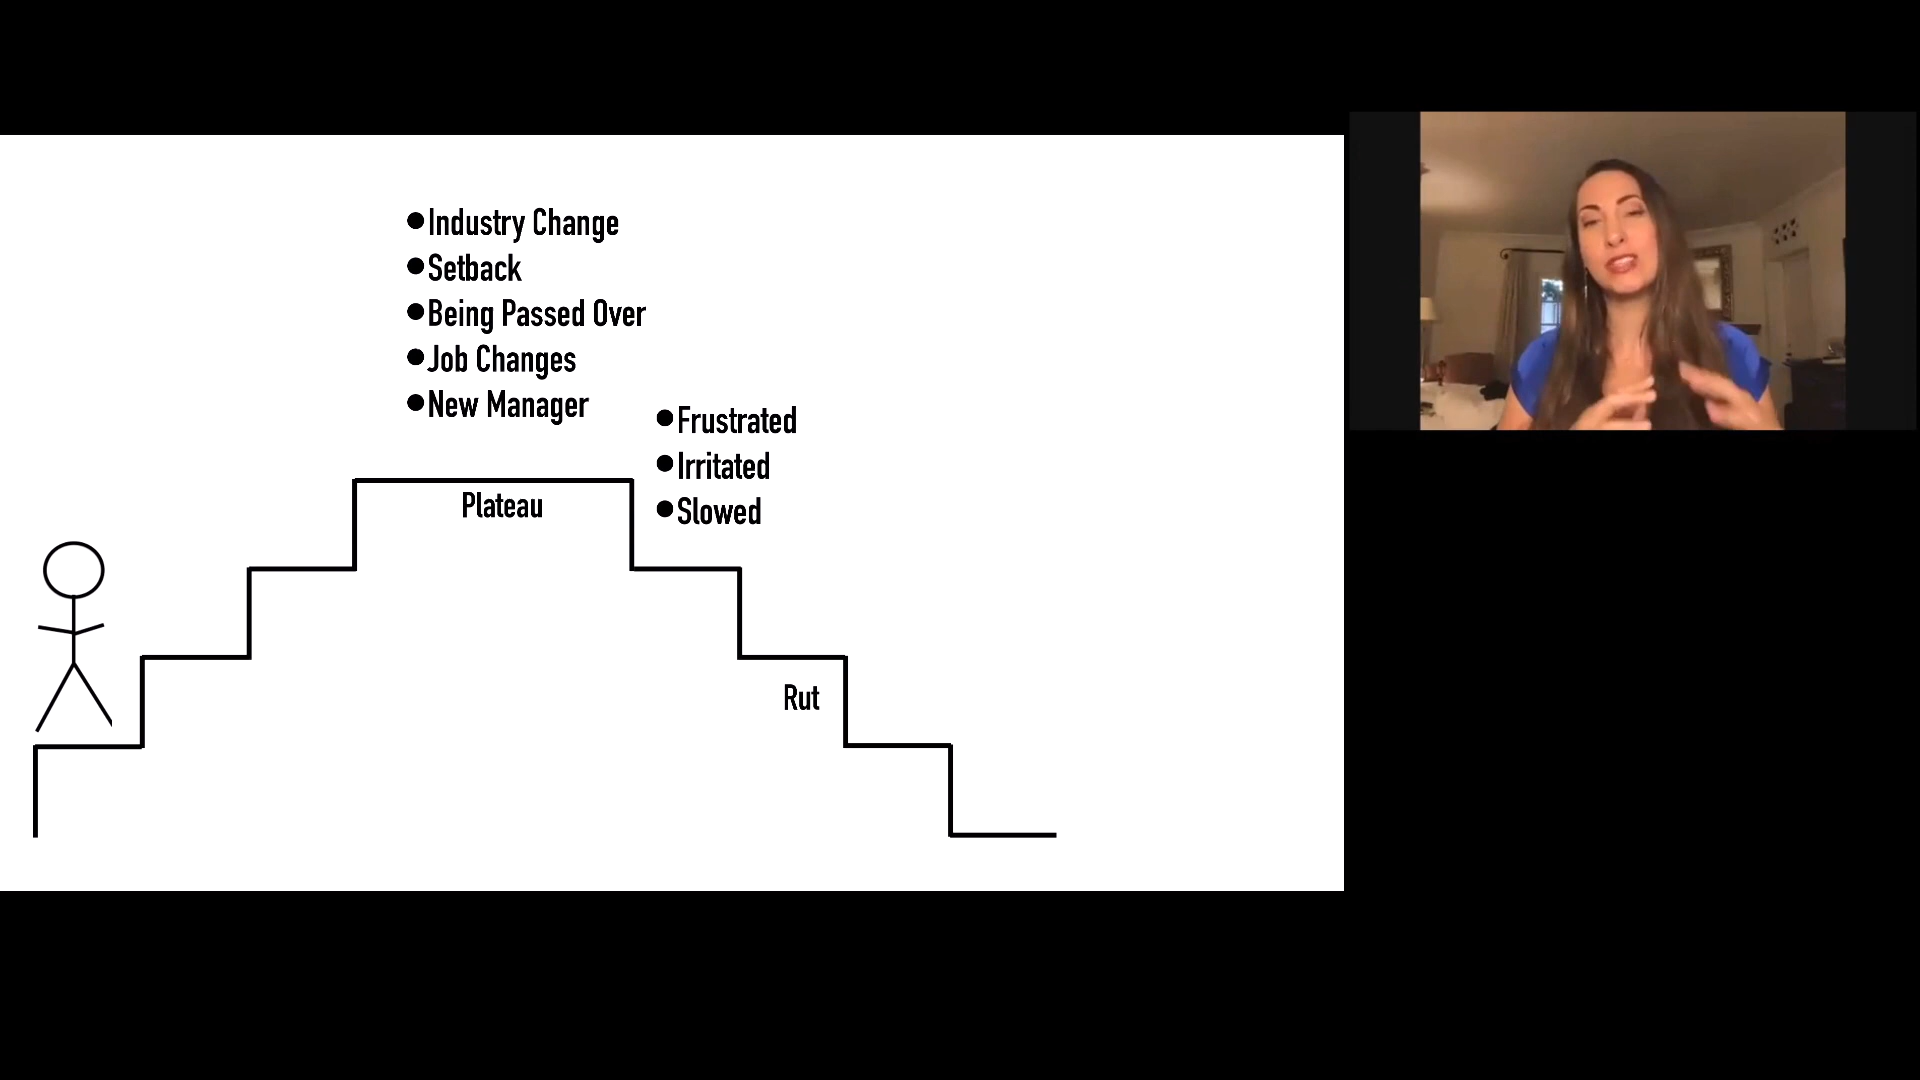 ●Industry Change
●Setback
●Being Passed Over
●Job Changes
●New Manager
●Frustrated
●Irritated
●Slowed
Plateau
Rut